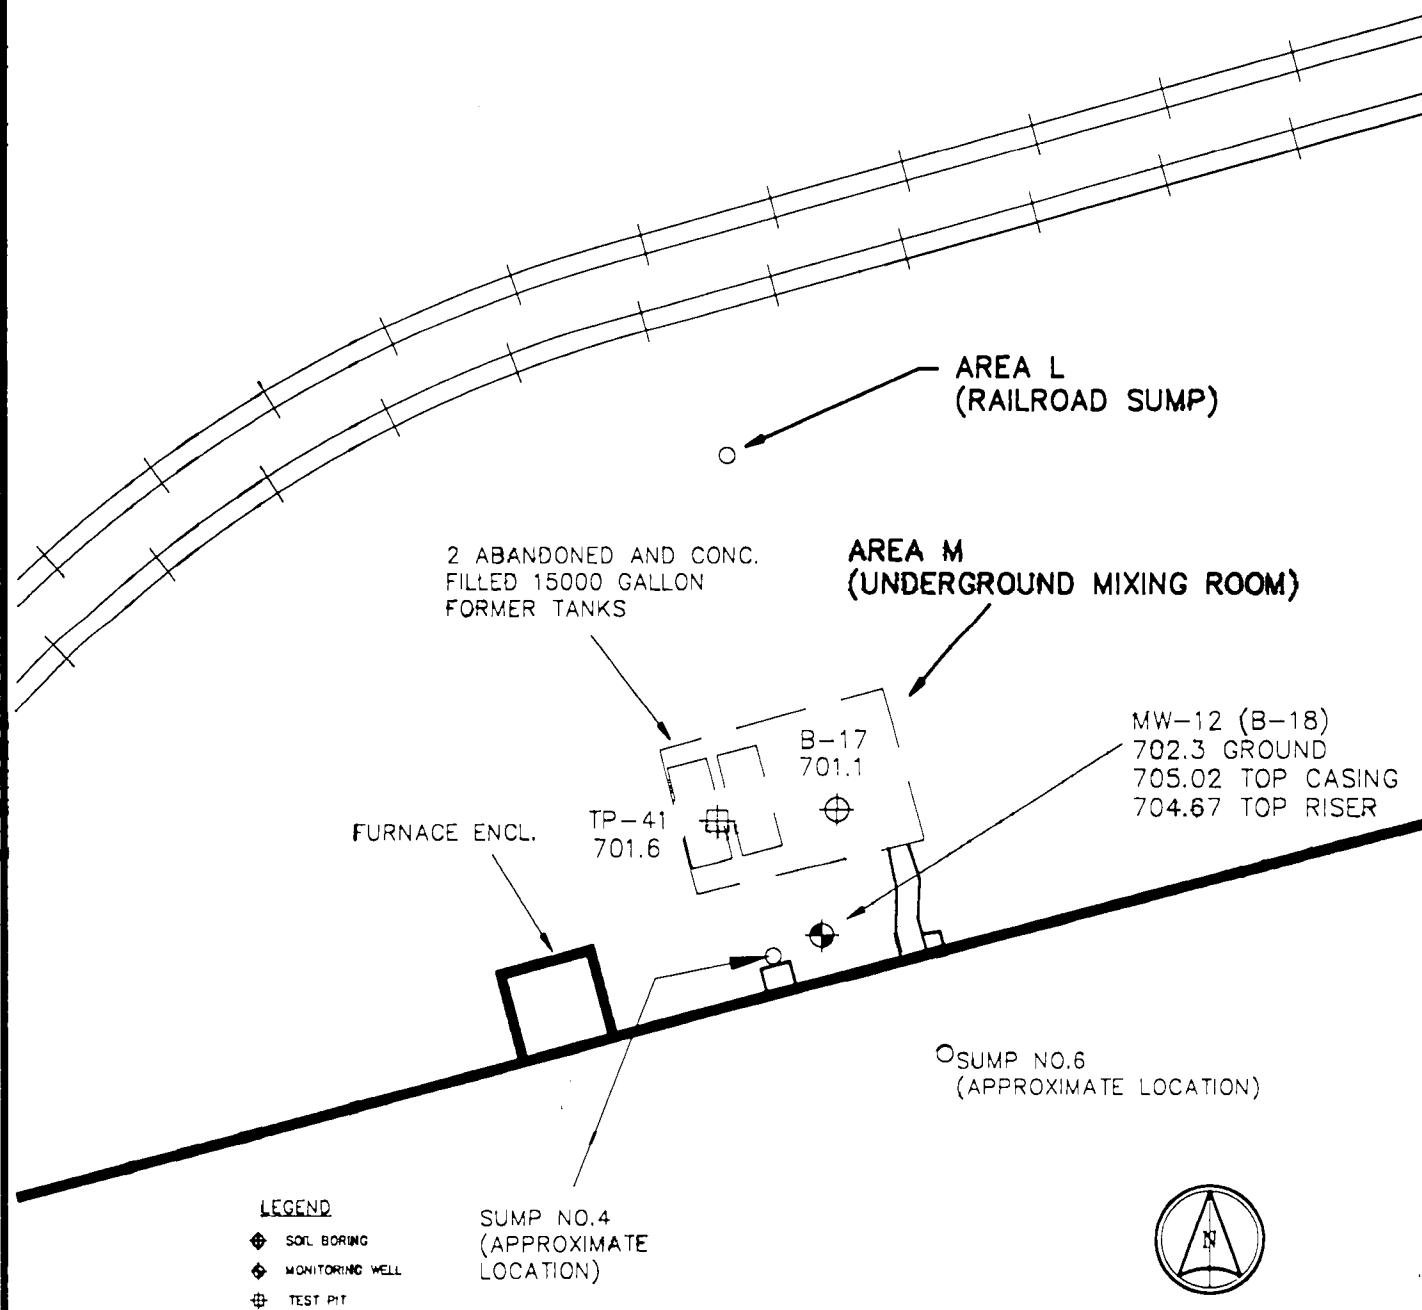 AREA L
(RAILROAD SUMP)
2 ABANDONED AND CONC.
FILLED 15000 GALLON
FORMER TANKS
AREA M
(UNDERGROUND MIXING ROOM)
B-17
701.1
MW-12 (B-18)
702.3 GROUND
705.02 TOP CASING
704.67 TOP RISER
TP-41
701.6
FURNACE ENCL.
SUMP NO.6
(APPROXIMATE LOCATION)
SUMP NO.4
(APPROXIMATE
LOCATION)
LEGEND
SOIL BORING
MONITORING WELL
TEST PIT
N